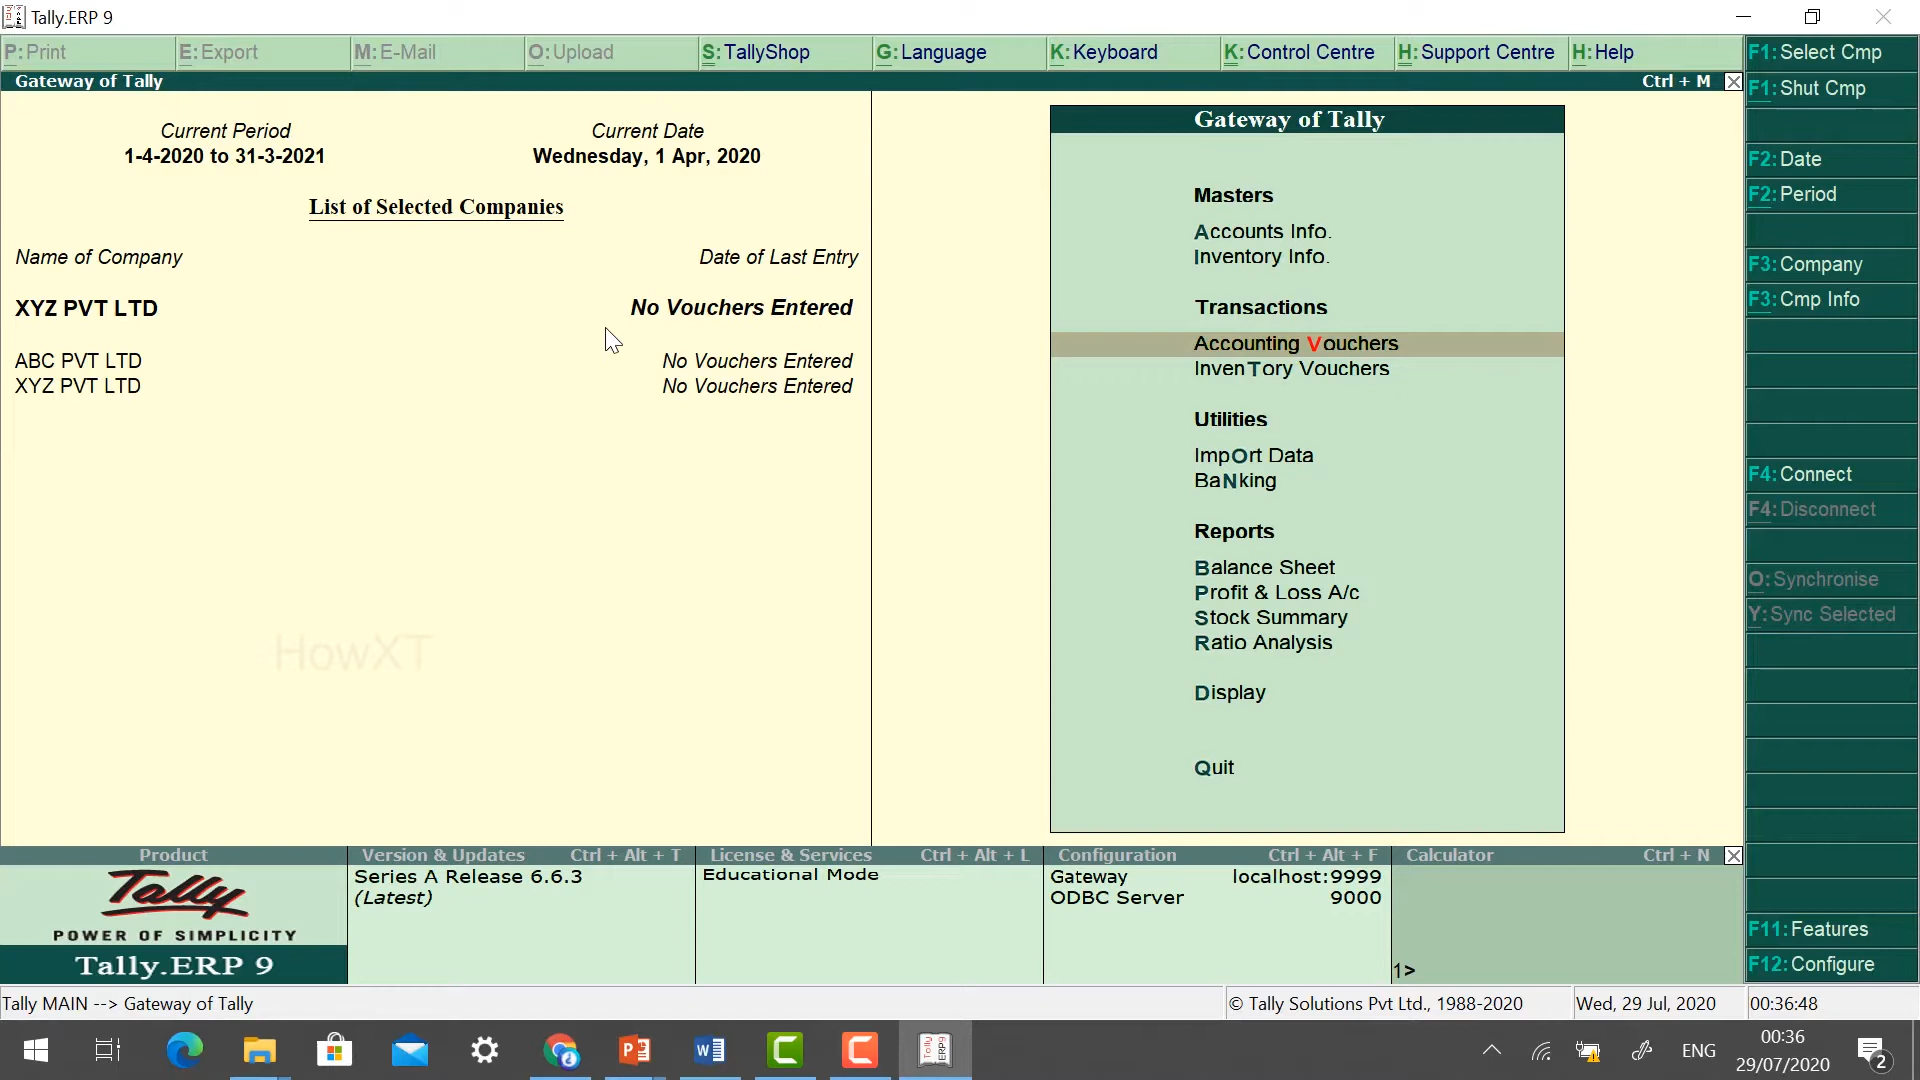 Tally.ERP 9
P: Print E: Export M: E-Mail O: Upload S: TallyShop G: Language K: Keyboard K: Control Centre H: Support Centre H: Help
Gateway of Tally Ctrl + M
Current Period Current Date
1-4-2020 to 31-3-2021 Wednesday, 1 Apr, 2020
List of Selected Companies
Name of Company Date of Last Entry
XYZ PVT LTD No Vouchers Entered
ABC PVT LTD No Vouchers Entered
XYZ PVT LTD No Vouchers Entered
HowXT
Gateway of Tally
Masters
Accounts Info.
Inventory Info.
Transactions
Accounting Vouchers
InvenTory Vouchers
Utilities
ImpOrt Data
BaNking
Reports
Balance Sheet
Profit & Loss A/c
Stock Summary
Ratio Analysis
Display
Quit
F1: Select Cmp
F1: Shut Cmp
F2: Date
F2: Period
F3: Company
F3: Cmp Info
F4: Connect
F4: Disconnect
O: Synchronise
Y: Sync Selected
F11: Features
F12: Configure
Product
Tally
POWER OF SIMPLICITY
Tally.ERP 9
Version & Updates Ctrl + Alt + T
Series A Release 6.6.3
(Latest)
License & Services Ctrl + Alt + L
Educational Mode
Configuration Ctrl + Alt + F
Gateway localhost:9999
ODBC Server 9000
Calculator Ctrl + N
1>
Tally MAIN --> Gateway of Tally © Tally Solutions Pvt Ltd., 1988-2020 Wed, 29 Jul, 2020 00:36:48
ENG
00:36
29/07/2020
2